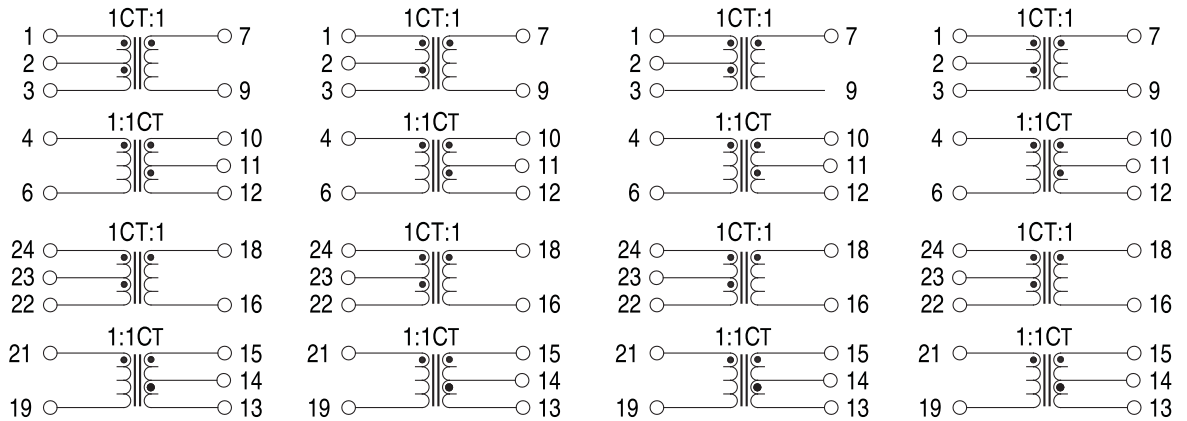 1CT:1 1CT:1 1CT:1 1CT:1
1 7 1 7 1 7 1 7
2 2 2 2
3 9 3 9 3 9 3 9
1:1CT 1:1CT 1:1CT 1:1CT
4 10 4 10 4 10 4 10
11 11 11 11
6 12 6 12 6 12 6 12
1CT:1 1CT:1 1CT:1 1CT:1
24 18 24 18 24 18 24 18
23 23 23 23
22 16 22 16 22 16 22 16
1:1CT 1:1CT 1:1CT 1:1CT
21 15 21 15 21 15 21 15
14 14 14 14
19 13 19 13 19 13 19 13